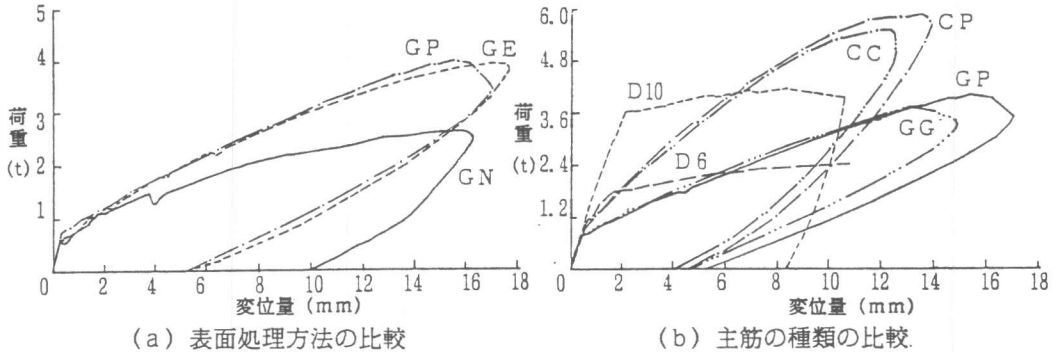 5
4
3
2
1
荷重
(t)
GP
GE
GN
0 2 4 6 8 10 12 14 16 18
変位量 (mm)
(a) 表面処理方法の比較
6.0
4.8
3.6
2.4
1.2
荷重
(t)
CP
CC
GP
D10
GG
D6
0 2 4 6 8 10 12 14 16 18
変位量 (mm)
(b) 主筋の種類の比較.